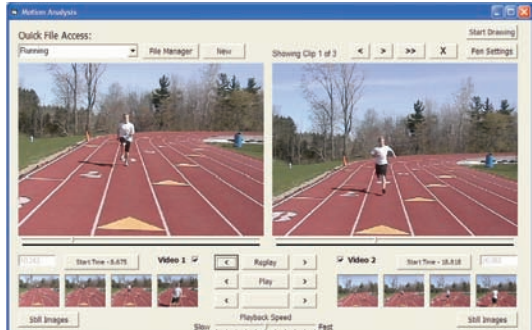 Motion Analysis
Start Drawing
Quick File Access:
Running
File Manager
New
Showing Clip 1 of 3
<
>
>>
X
Pen Settings
Start Time - 8.675
Video 1
<
Replay
>
Video 2
Start Time - 18.818
<
Play
>
<
>
Still Images
Playback Speed
Slow
Fast
Still Images